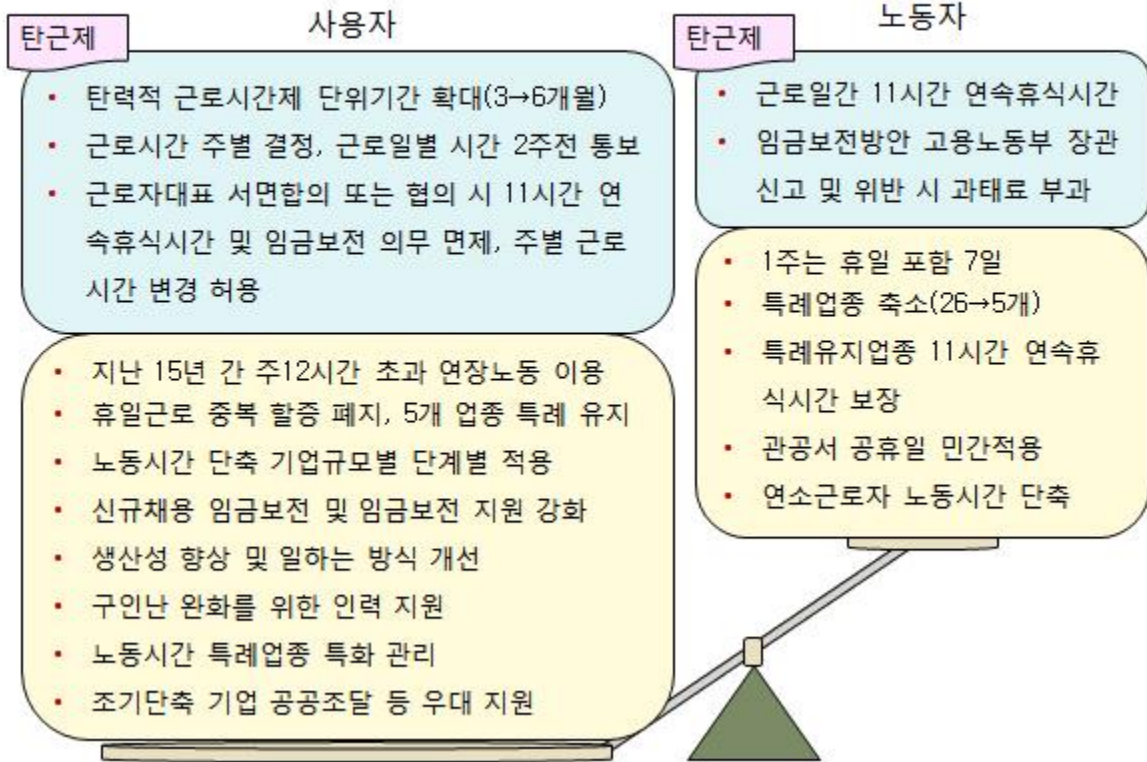 사용자
탄근제
• 탄력적 근로시간제 단위기간 확대(3→6개월)
• 근로시간 주별 결정, 근로일별 시간 2주전 통보
• 근로자대표 서면합의 또는 협의 시 11시간 연
속휴식시간 및 임금보전 의무 면제, 주별 근로
시간 변경 허용
• 지난 15년 간 주12시간 초과 연장노동 이용
• 휴일근로 중복 할증 폐지, 5개 업종 특례 유지
• 노동시간 단축 기업규모별 단계별 적용
• 신규채용 임금보전 및 임금보전 지원 강화
• 생산성 향상 및 일하는 방식 개선
• 구인난 완화를 위한 인력 지원
• 노동시간 특례업종 특화 관리
• 조기단축 기업 공공조달 등 우대 지원
노동자
탄근제
• 근로일간 11시간 연속휴식시간
• 임금보전방안 고용노동부 장관
신고 및 위반 시 과태료 부과
• 1주는 휴일 포함 7일
• 특례업종 축소(26→5개)
• 특례유지업종 11시간 연속휴
식시간 보장
• 관공서 공휴일 민간적용
• 연소근로자 노동시간 단축